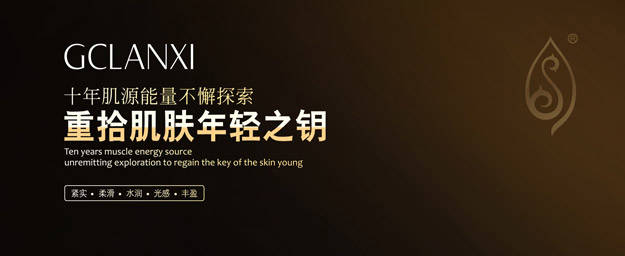 GCLANXI
®
十年肌源能量不懈探索
重拾肌肤年轻之钥
Ten years muscle energy source
unremitting exploration to regain the key of the skin young
紧实 • 柔滑 • 水润 • 光感 • 丰盈